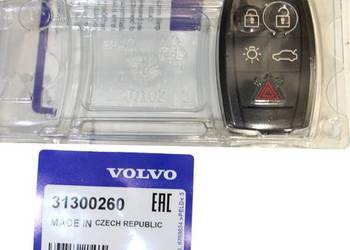 VOLVO
31300260
EAC
MADE IN CZECH REPUBLIC